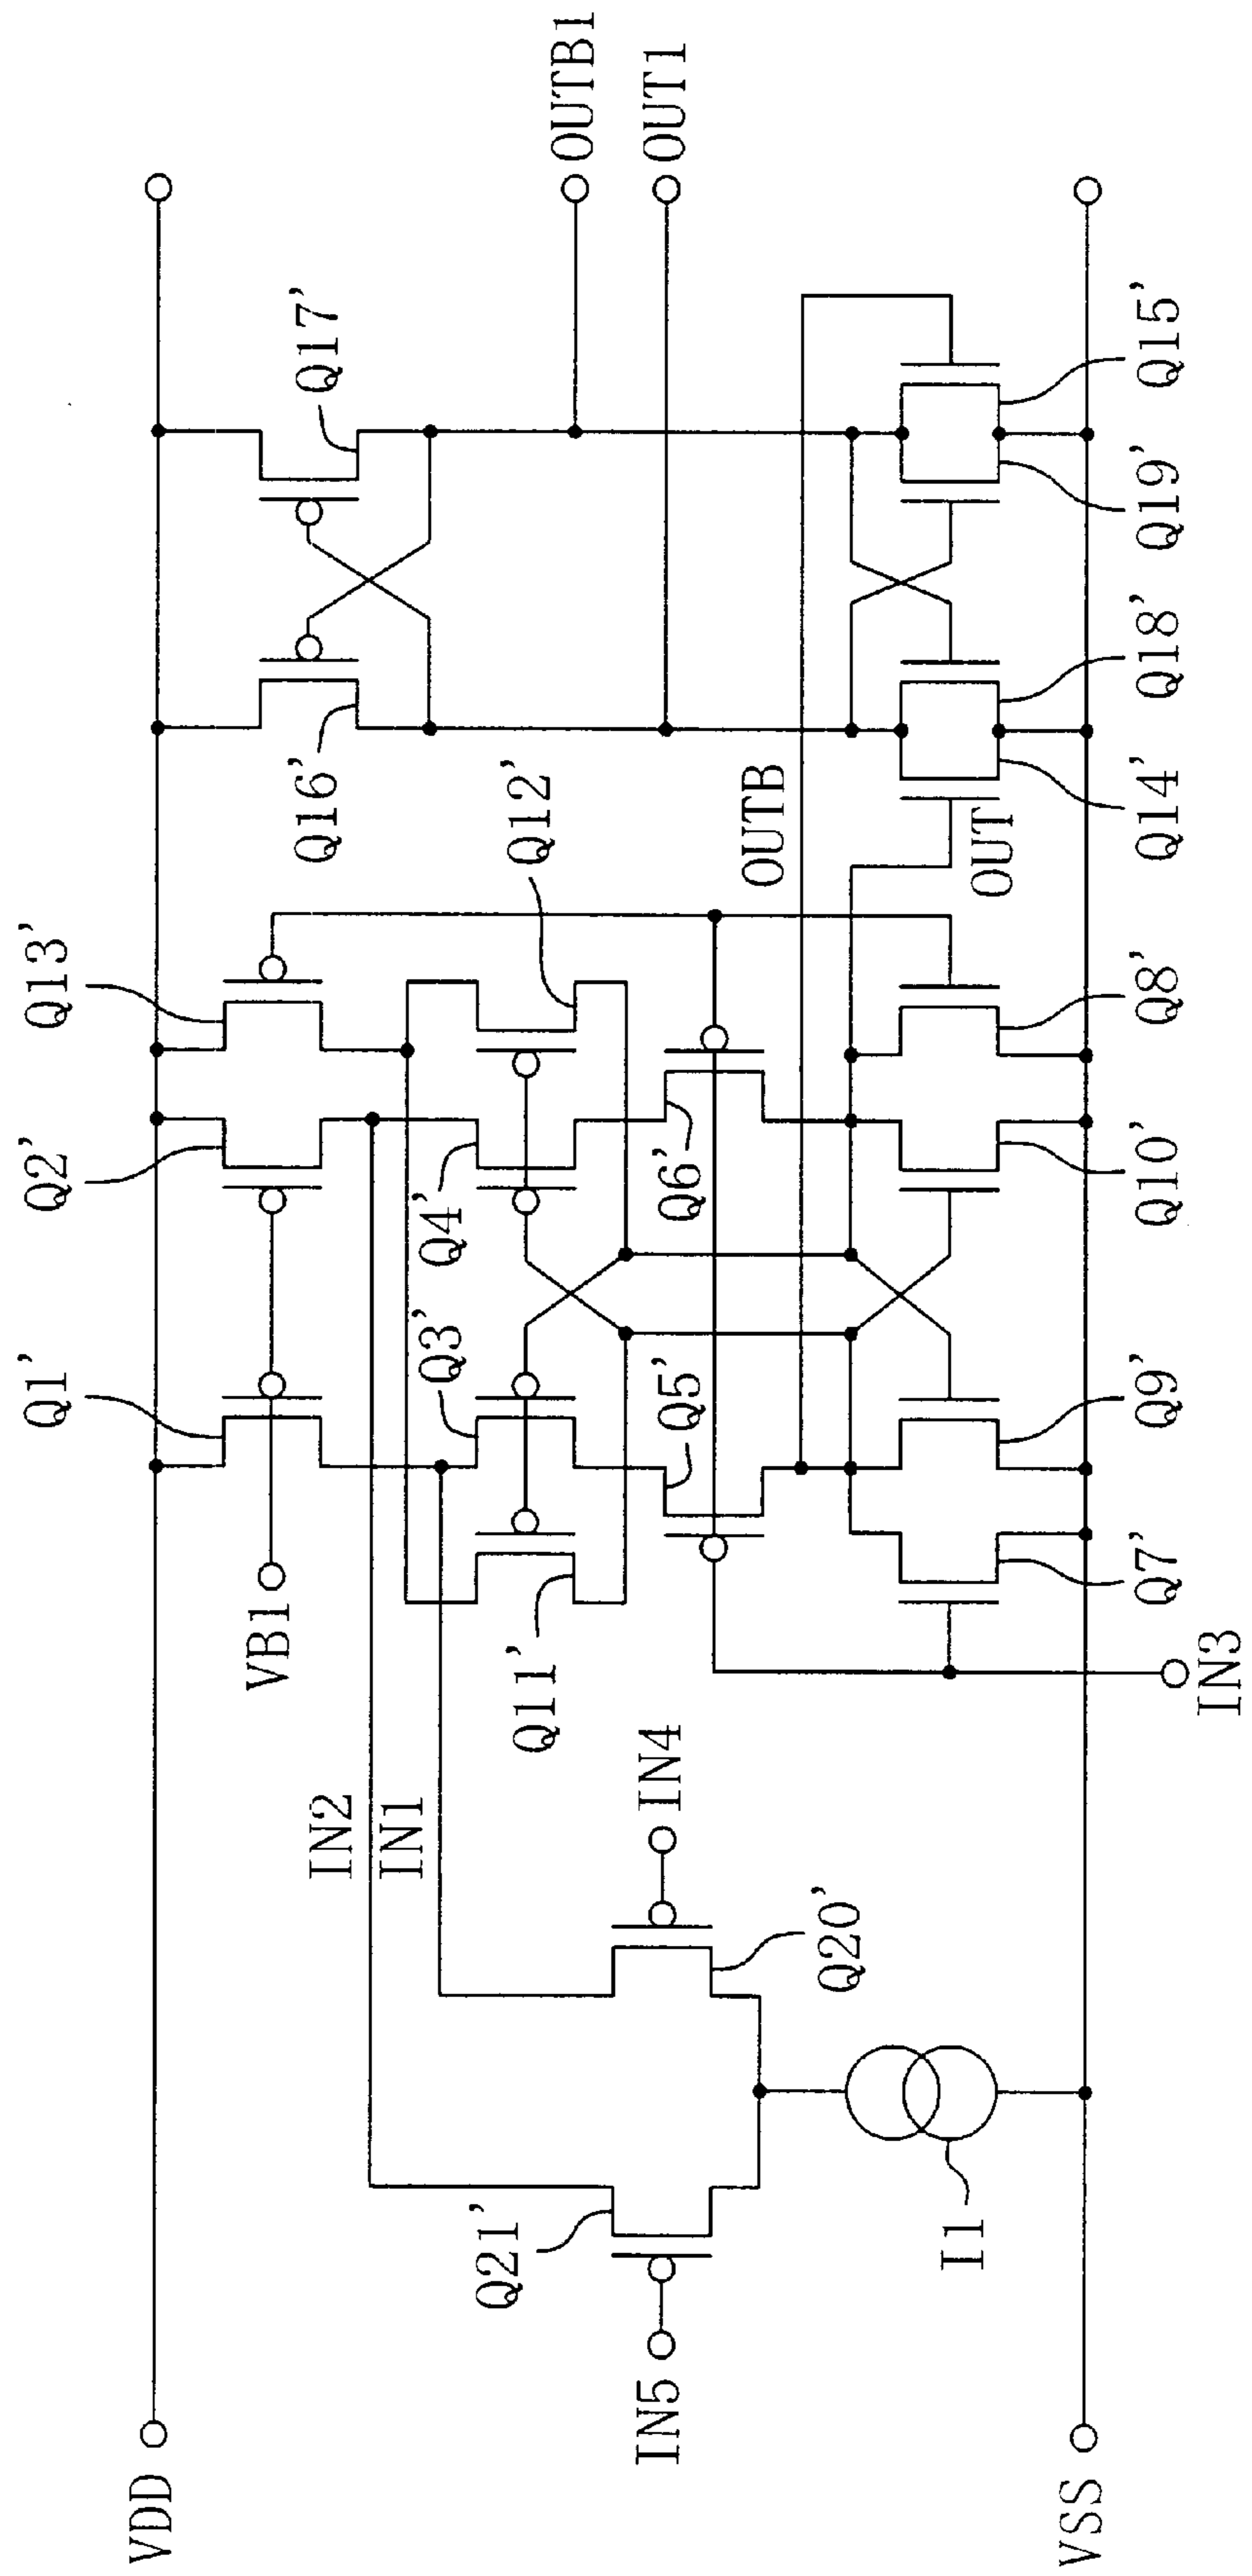 Q1'
Q2'
Q13'
VDD
VB1
Q16'
Q17'
IN2
IN1
Q11'
Q3'
Q4'
Q12'
OUTB1
OUT1
Q21'
IN5
IN4
Q20'
Q5'
Q6'
OUTB
OUT
I1
VSS
IN3
Q7'
Q9'
Q10'
Q8'
Q14'
Q18'
Q19'
Q15'